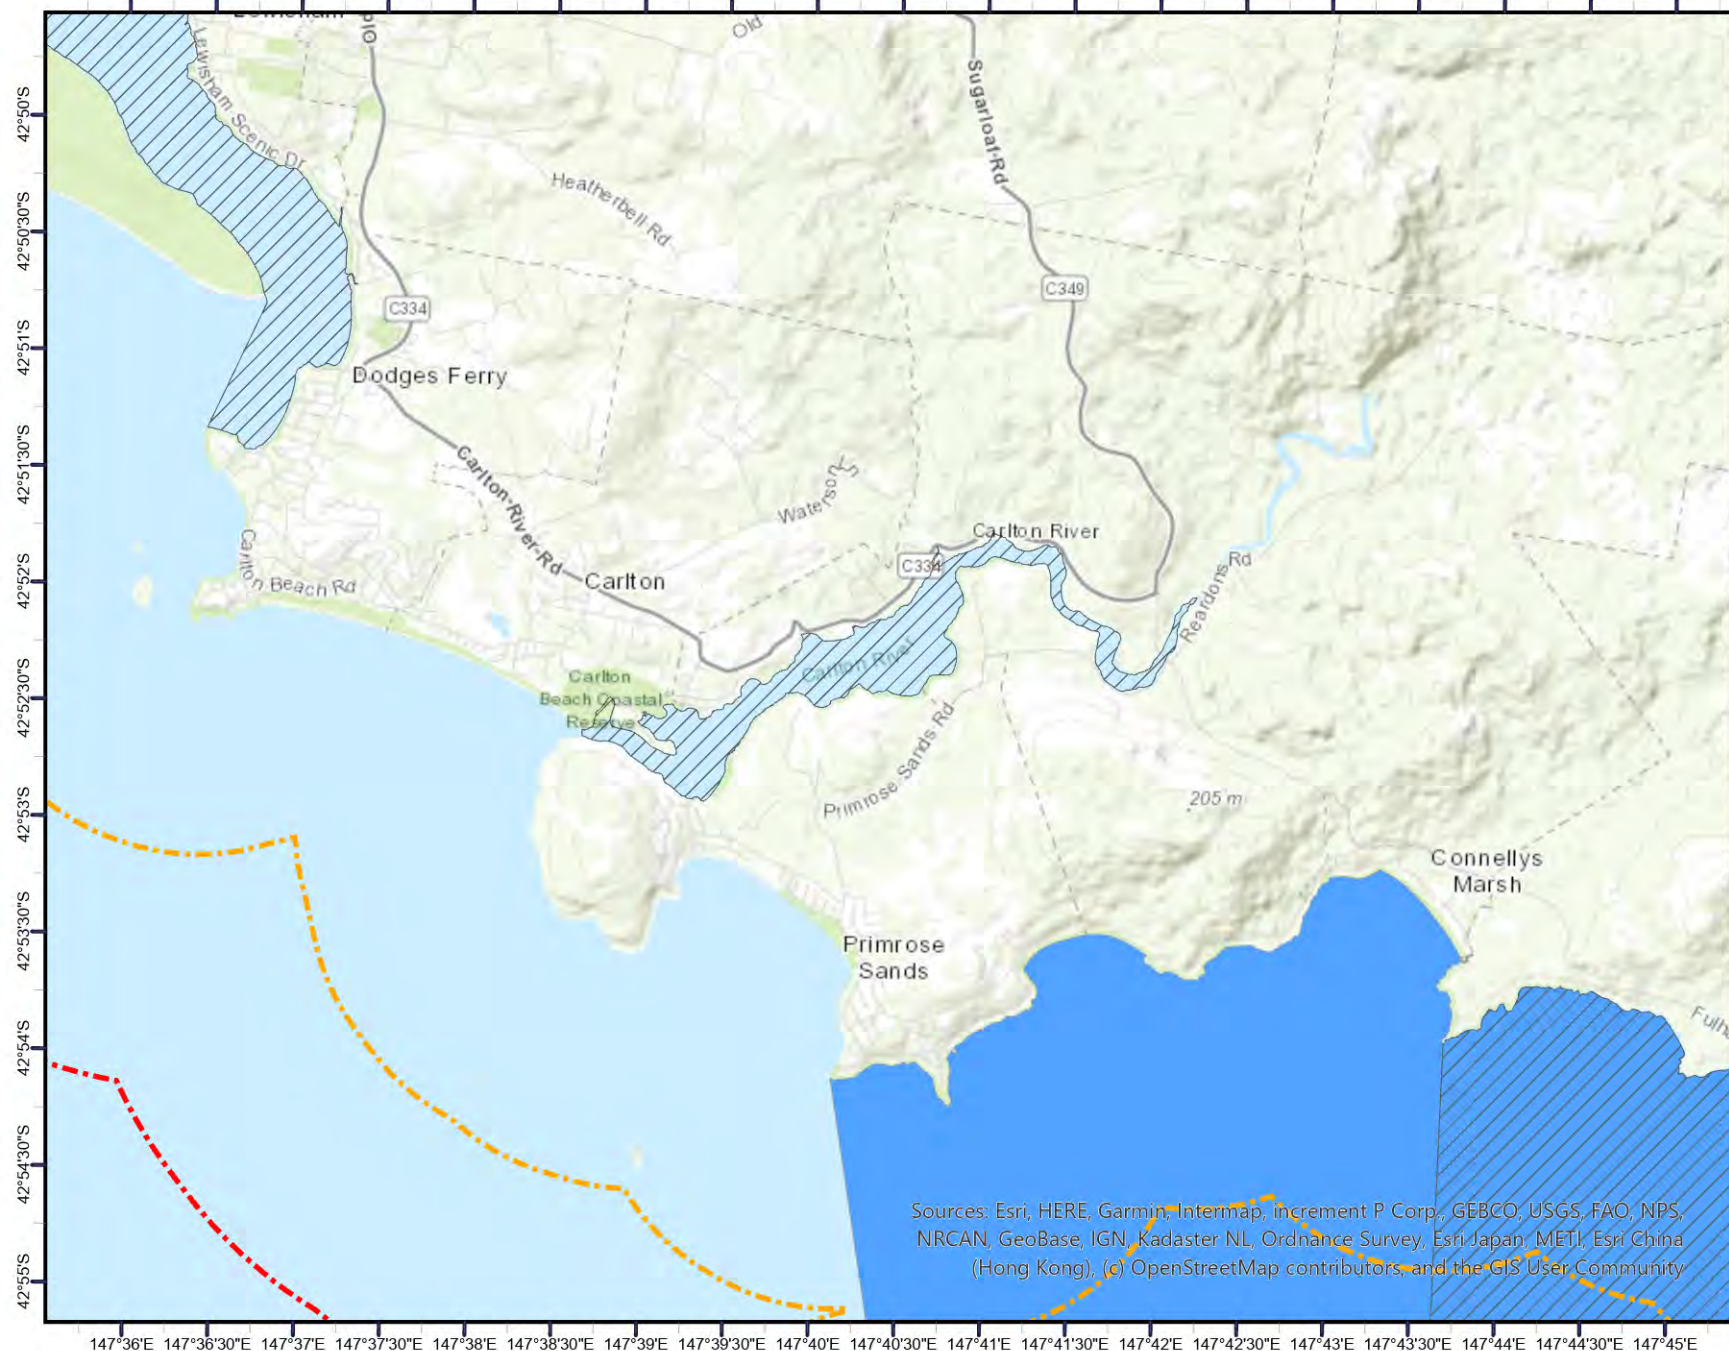 Lewisham
Old
Old
Lewisham Scenic Dr
Sugarloaf Rd
42°50'S
Heatherbell Rd
42°50'30"S
C349
C334
42°51'S
Dodges Ferry
42°51'30"S
Carlton River Rd
Waterson Ln
Carlton River
C334
Reardons Rd
Carlton Beach Rd
42°52'S
Carlton
Carlton River
42°52'30"S
Carlton
Beach Coastal
Reserve
Primrose Sands Rd
205 m
42°53'S
Connellys
Marsh
42°53'30"S
Primrose
Sands
42°54'S
42°54'30"S
Sources: Esri, HERE, Garmin, Intermap, increment P Corp., GEBCO, USGS, FAO, NPS,
NRCAN, GeoBase, IGN, Kadaster NL, Ordnance Survey, Esri Japan, METI, Esri China
(Hong Kong), (c) OpenStreetMap contributors, and the GIS User Community
42°55'S
147°36'E 147°36'30"E 147°37'E 147°37'30"E 147°38'E 147°38'30"E 147°39'E 147°39'30"E 147°40'E 147°40'30"E 147°41'E 147°41'30"E 147°42'E 147°42'30"E 147°43'E 147°43'30"E 147°44'E 147°44'30"E 147°45'E